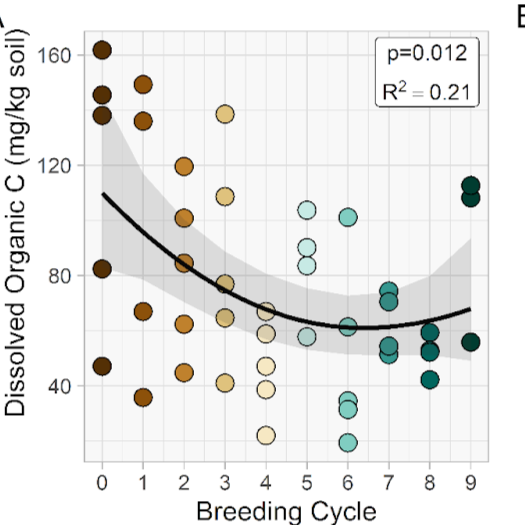 A
B
p=0.012
R² = 0.21
Dissolved Organic C (mg/kg soil)
160
120
80
40
0 1 2 3 4 5 6 7 8 9
Breeding Cycle